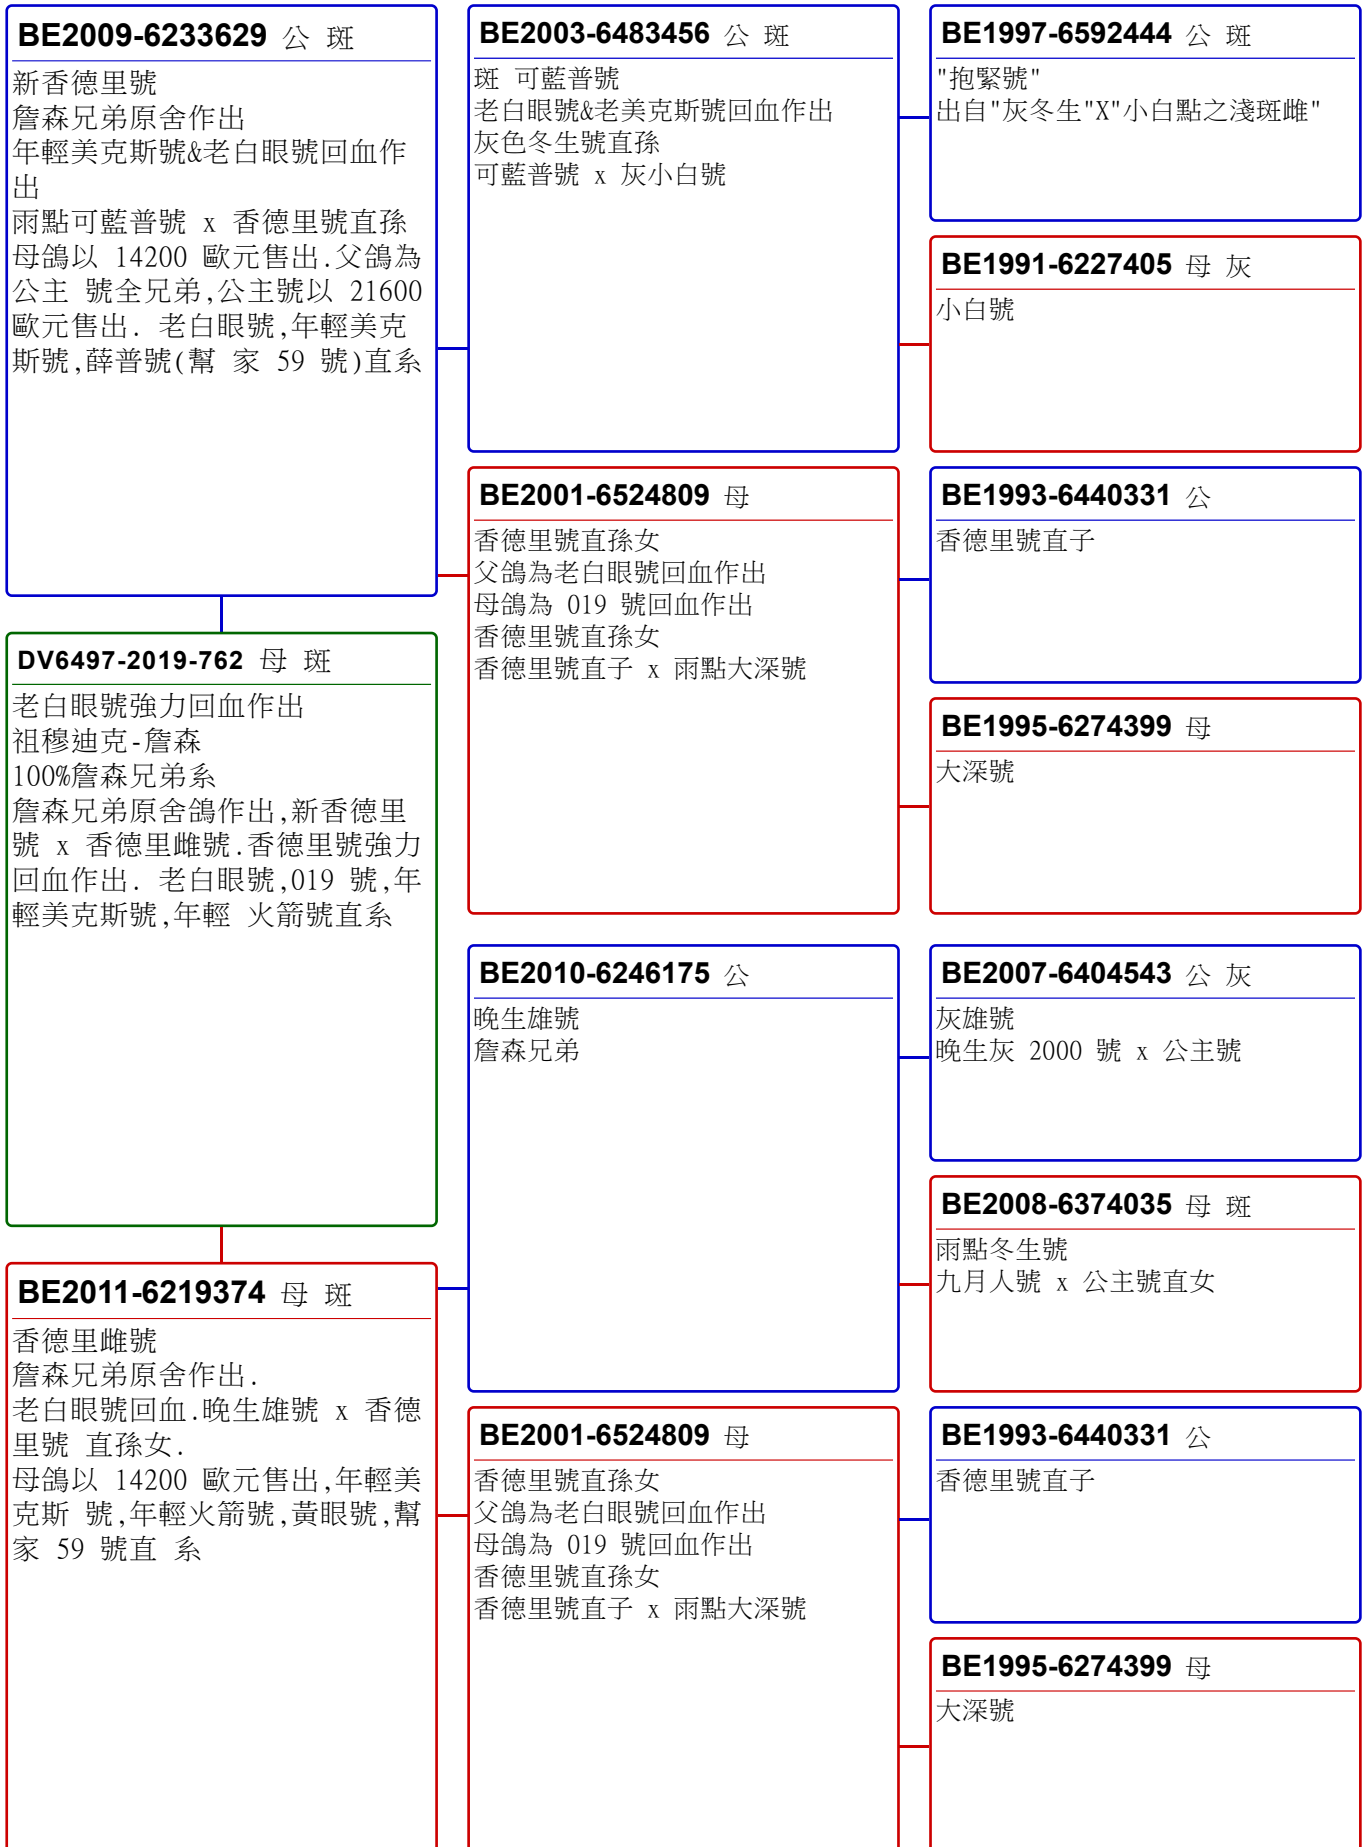 BE2009-6233629 公 斑
新香德里號
詹森兄弟原舍作出
年輕美克斯號&老白眼號回血作
出
雨點可藍普號 x 香德里號直孫
母鴿以 14200 歐元售出.父鴿為
公主 號全兄弟,公主號以 21600
歐元售出. 老白眼號,年輕美克
斯號,薛普號(幫 家 59 號)直系
DV6497-2019-762 母 斑
老白眼號強力回血作出
祖穆迪克-詹森
100%詹森兄弟系
詹森兄弟原舍鴿作出,新香德里
號 x 香德里雌號.香德里號強力
回血作出. 老白眼號,019 號,年
輕美克斯號,年輕 火箭號直系
BE2011-6219374 母 斑
香德里雌號
詹森兄弟原舍作出.
老白眼號回血.晚生雄號 x 香德
里號 直孫女.
母鴿以 14200 歐元售出,年輕美
克斯 號,年輕火箭號,黃眼號,幫
家 59 號直 系
BE2003-6483456 公 斑
斑 可藍普號
老白眼號&老美克斯號回血作出
灰色冬生號直孫
可藍普號 x 灰小白號
BE2001-6524809 母
香德里號直孫女
父鴿為老白眼號回血作出
母鴿為 019 號回血作出
香德里號直孫女
香德里號直子 x 雨點大深號
BE2010-6246175 公
晚生雄號
詹森兄弟
BE2001-6524809 母
香德里號直孫女
父鴿為老白眼號回血作出
母鴿為 019 號回血作出
香德里號直孫女
香德里號直子 x 雨點大深號
BE1997-6592444 公 斑
"抱緊號"
出自"灰冬生"X"小白點之淺斑雌"
BE1991-6227405 母 灰
小白號
BE1993-6440331 公
香德里號直子
BE1995-6274399 母
大深號
BE2007-6404543 公 灰
灰雄號
晚生灰 2000 號 x 公主號
BE2008-6374035 母 斑
雨點冬生號
九月人號 x 公主號直女
BE1993-6440331 公
香德里號直子
BE1995-6274399 母
大深號